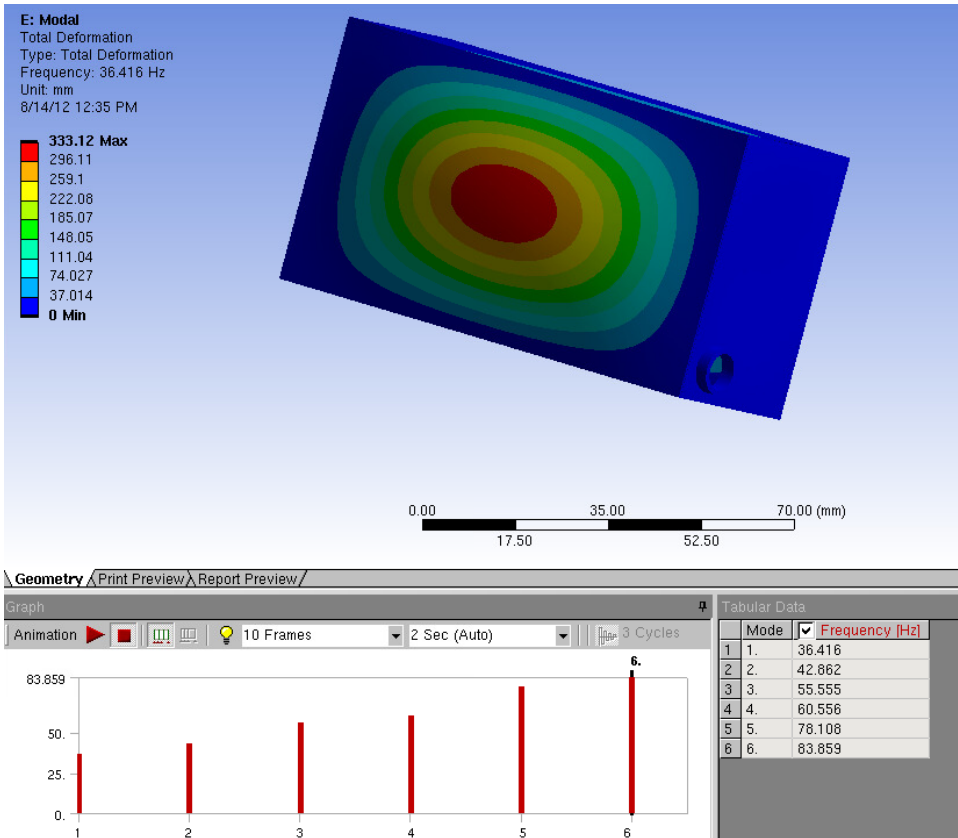 E: Modal
Total Deformation
Type: Total Deformation
Frequency: 36.416 Hz
Unit: mm
8/14/12 12:35 PM
333.12 Max
296.11
259.1
222.08
185.07
148.05
111.04
74.027
37.014
0 Min
0.00 35.00 70.00 (mm)
17.50 52.50
Geometry Print Preview Report Preview
Graph
Animation 10 Frames 2 Sec (Auto) 3 Cycles
6.
83.859
50.
25.
0.
1 2 3 4 5 6
Tabular Data
Mode Frequency [Hz]
1 1. 36.416
2 2. 42.862
3 3. 55.555
4 4. 60.556
5 5. 78.108
6 6. 83.859